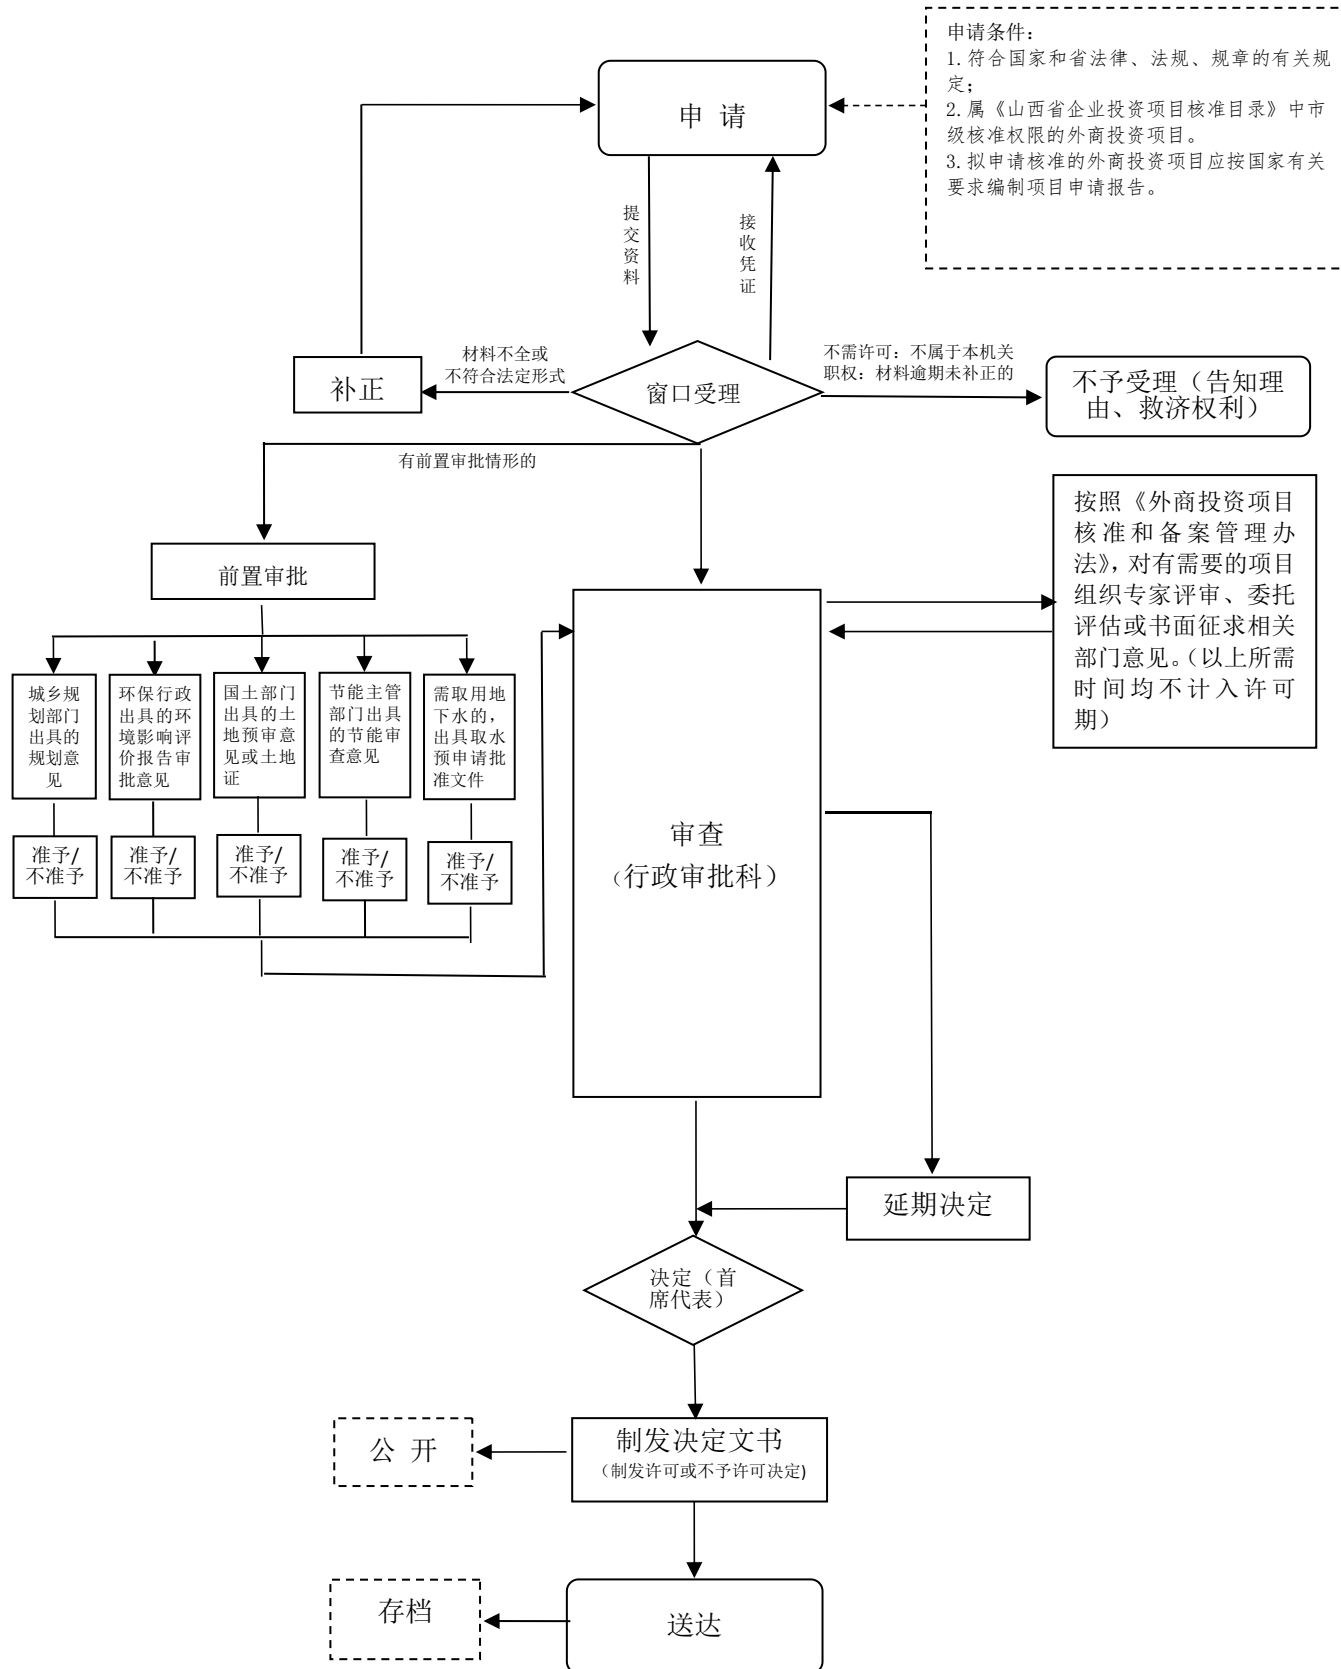 申请条件：
1. 符合国家和省法律、法规、规章的有关规
定；
2. 属《山西省企业投资项目核准目录》中市
级核准权限的外商投资项目。
3. 拟申请核准的外商投资项目应按国家有关
要求编制项目申请报告。
申 请
提
交
资
料
接
收
凭
证
材料不全或
不符合法定形式
补正
窗口受理
不需许可：不属于本机关
职权：材料逾期未补正的
不予受理（告知理
由、救济权利）
有前置审批情形的
前置审批
按照《外商投资项目
核准和备案管理办
法》，对有需要的项目
组织专家评审、委托
评估或书面征求相关
部门意见。（以上所需
时间均不计入许可
期）
城乡规
划部门
出具的
规划意
见
环保行政
出具的环
境影响评
价报告审
批意见
国土部门
出具的土
地预审意
见或土地
证
节能主管
部门出具
的节能审
查意见
需取用地
下水的，
出具取水
预申请批
准文件
准予/
不准予
准予/
不准予
准予/
不准予
准予/
不准予
准予/
不准予
审查
（行政审批科）
延期决定
决定（首
席代表）
制发决定文书
（制发许可或不予许可决定)
公 开
送达
存档